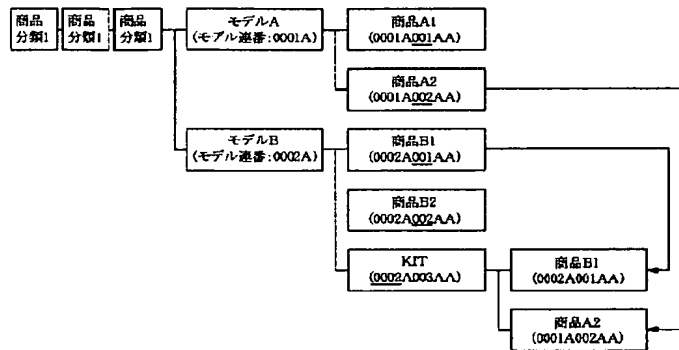 商品
分類1
商品
分類1
商品
分類1
モデルA
(モデル連番:0001A)
商品A1
(0001A001AA)
商品A2
(0001A002AA)
モデルB
(モデル連番:0002A)
商品B1
(0002A001AA)
商品B2
(0002A002AA)
KIT
(0002A003AA)
商品B1
(0002A001AA)
商品A2
(0001A002AA)